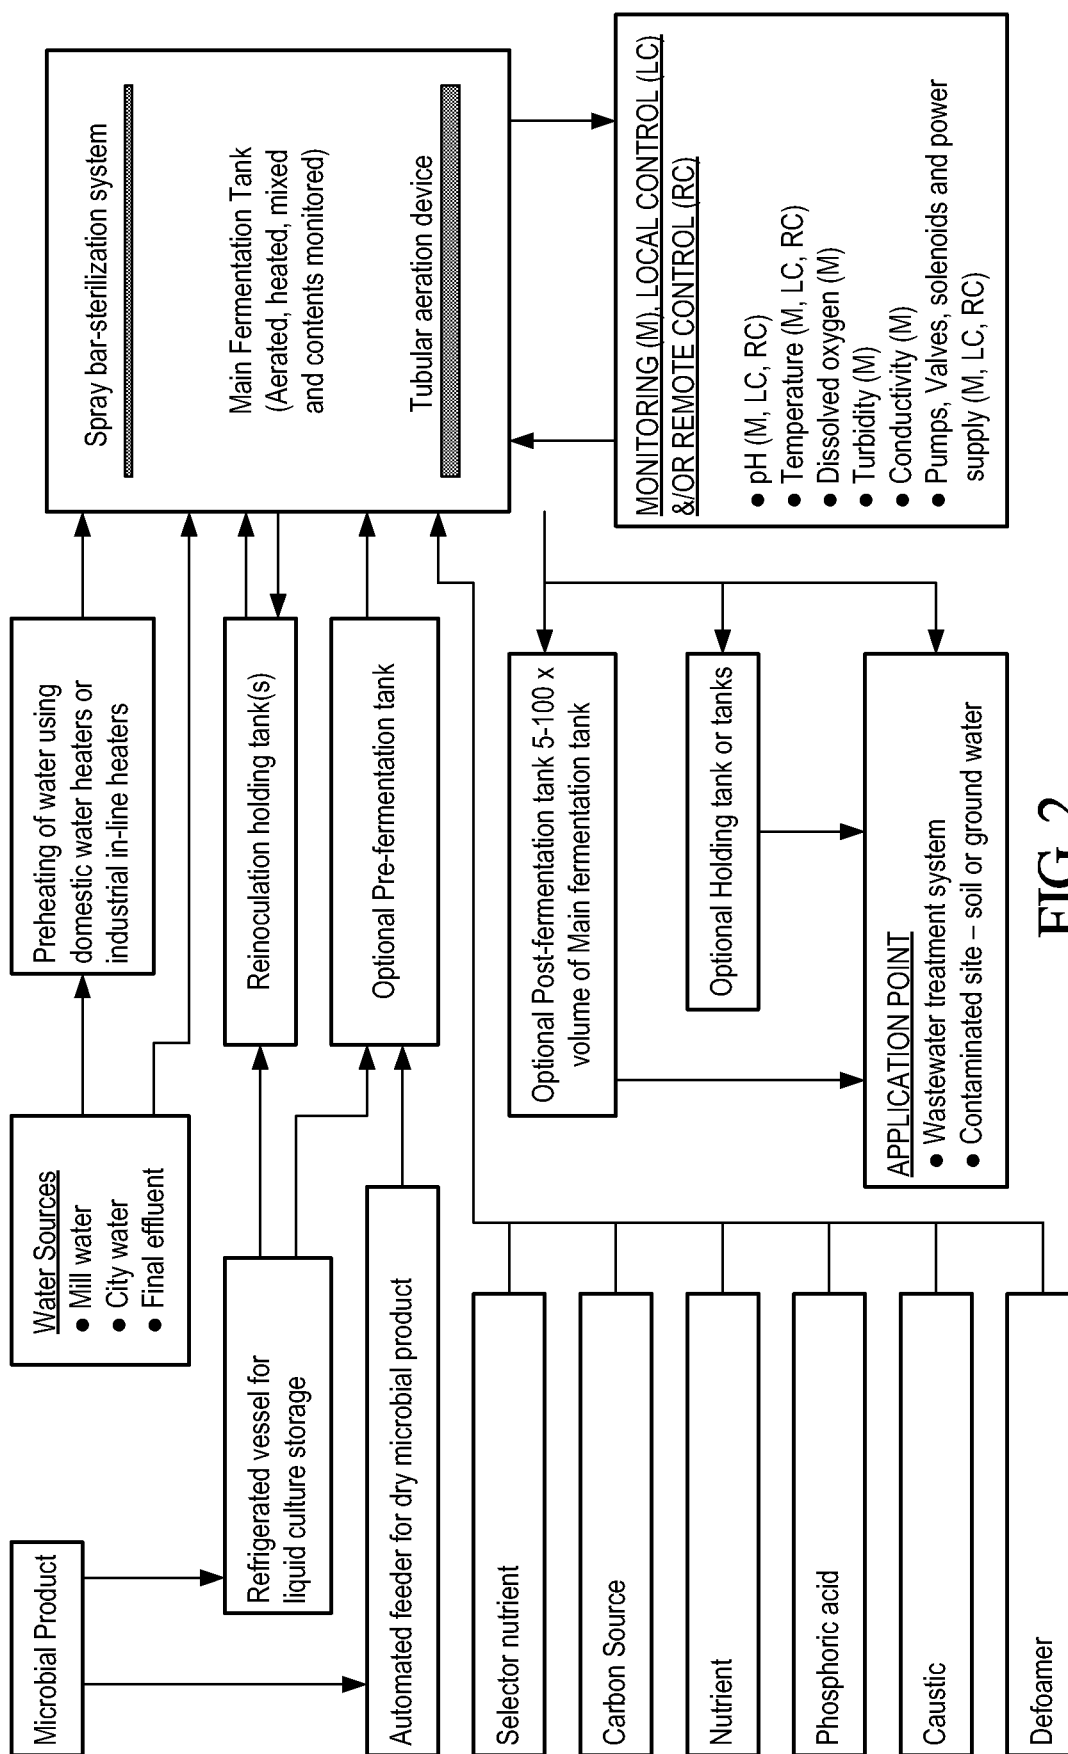 Microbial Product
Water Sources
● Mill water
● City water
● Final effluent
Preheating of water using
domestic water heaters or
industrial in-line heaters
Refrigerated vessel for
liquid culture storage
Reinoculation holding tank(s)
Automated feeder for dry microbial product
Optional Pre-fermentation tank
Spray bar-sterilization system
Main Fermentation Tank
(Aerated, heated, mixed
and contents monitored)
Tubular aeration device
Selector nutrient
Carbon Source
Nutrient
Phosphoric acid
Caustic
Defoamer
Optional Post-fermentation tank 5-100 x
volume of Main fermentation tank
Optional Holding tank or tanks
APPLICATION POINT
● Wastewater treatment system
● Contaminated site – soil or ground water
MONITORING (M), LOCAL CONTROL (LC)
&/OR REMOTE CONTROL (RC)
● pH (M, LC, RC)
● Temperature (M, LC, RC)
● Dissolved oxygen (M)
● Turbidity (M)
● Conductivity (M)
● Pumps, Valves, solenoids and power
supply (M, LC, RC)
FIG. 2